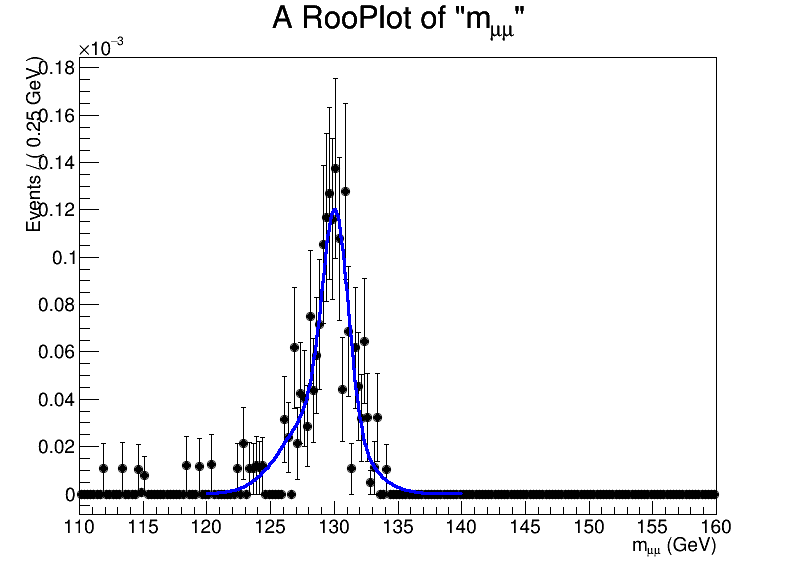 A RooPlot of "mμμ"
×10−3
Events / ( 0.25 GeV )
0.18
0.16
0.14
0.12
0.1
0.08
0.06
0.04
0.02
0
110 115 120 125 130 135 140 145 150 155 160
mμμ (GeV)